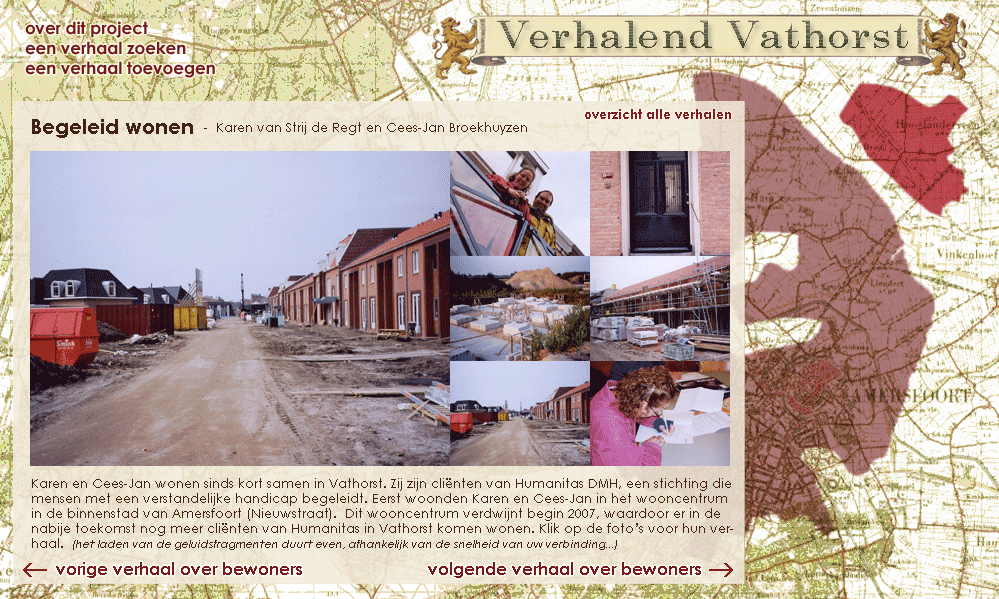 over dit project
een verhaal zoeken
een verhaal toevoegen
Verhalend Vathorst
overzicht alle verhalen
Begeleid wonen - Karen van Strij de Regt en Cees-Jan Broekhuyzen
Smink
Karen en Cees-Jan wonen sinds kort samen in Vathorst. Zij zijn cliënten van Humanitas DMH, een stichting die
mensen met een verstandelijke handicap begeleidt. Eerst woonden Karen en Cees-Jan in het wooncentrum
in de binnenstad van Amersfoort (Nieuwstraat). Dit wooncentrum verdwijnt begin 2007, waardoor er in de
nabije toekomst nog meer cliënten van Humanitas in Vathorst komen wonen. Klik op de foto's voor hun ver-
haal. (het laden van de geluidsfragmenten duurt even, afhankelijk van de snelheid van uw verbinding...)
← vorige verhaal over bewoners
volgende verhaal over bewoners →
Zevenhuizen
Hooglanderveen
Vinkenhoef
Liendert
AMERSFOORT